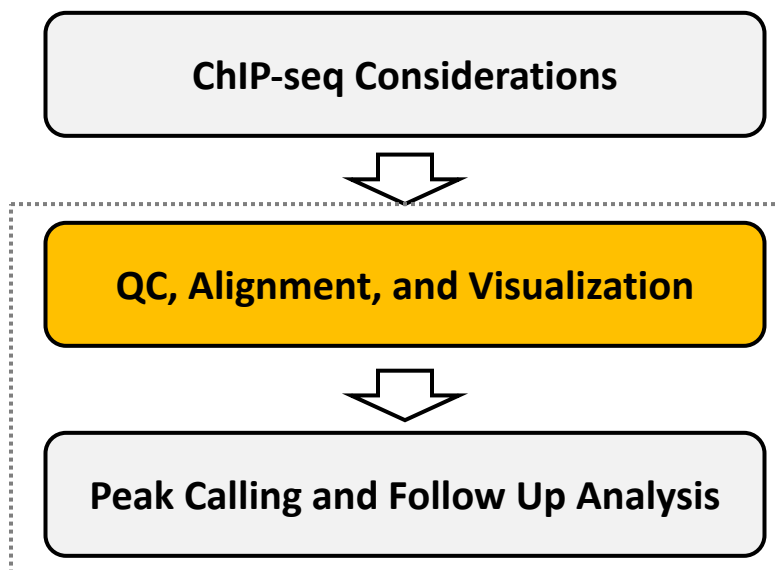 ChIP-seq Considerations
QC, Alignment, and Visualization
Peak Calling and Follow Up Analysis